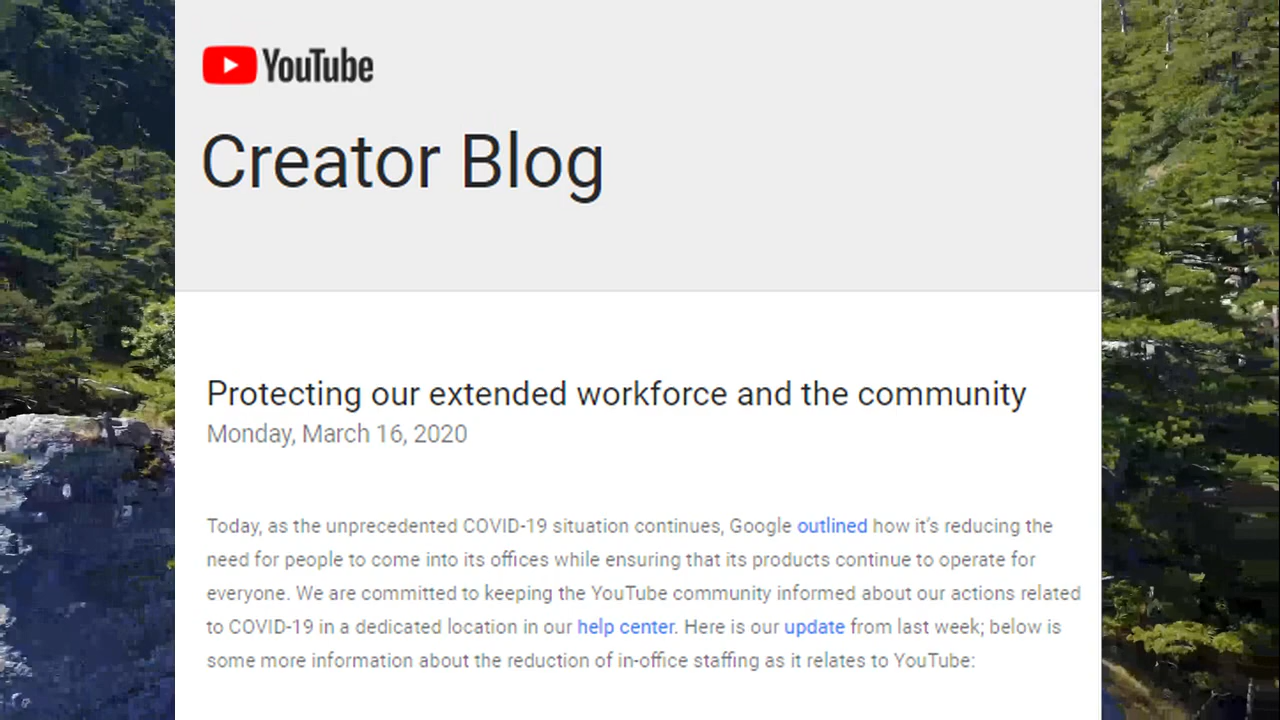 YouTube
Creator Blog
Protecting our extended workforce and the community
Monday, March 16, 2020
Today, as the unprecedented COVID-19 situation continues, Google outlined how it's reducing the
need for people to come into its offices while ensuring that its products continue to operate for
everyone. We are committed to keeping the YouTube community informed about our actions related
to COVID-19 in a dedicated location in our help center. Here is our update from last week; below is
some more information about the reduction of in-office staffing as it relates to YouTube: